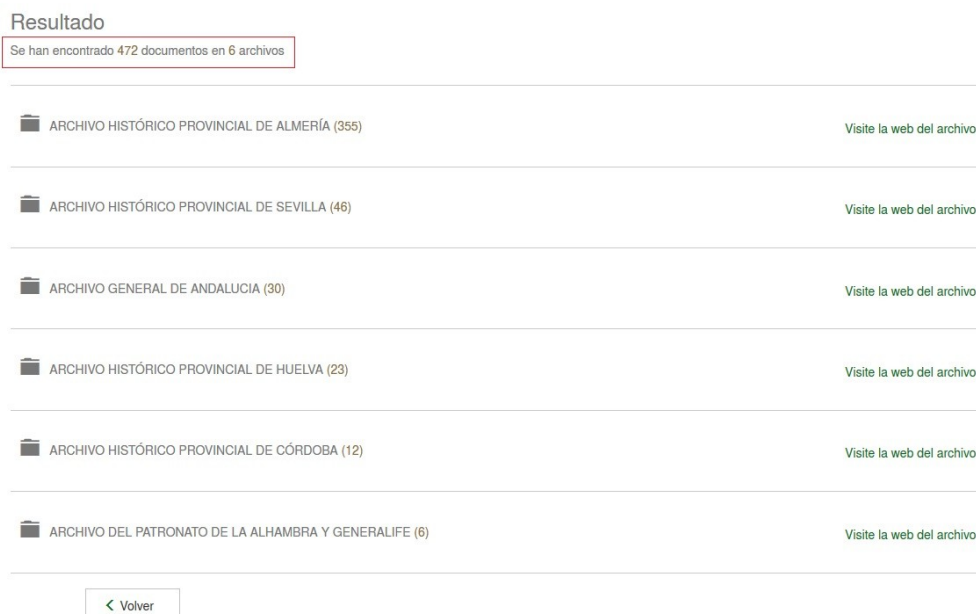 Resultado
Se han encontrado 472 documentos en 6 archivos
ARCHIVO HISTÓRICO PROVINCIAL DE ALMERÍA (355)
Visite la web del archivo
ARCHIVO HISTÓRICO PROVINCIAL DE SEVILLA (46)
Visite la web del archivo
ARCHIVO GENERAL DE ANDALUCIA (30)
Visite la web del archivo
ARCHIVO HISTÓRICO PROVINCIAL DE HUELVA (23)
Visite la web del archivo
ARCHIVO HISTÓRICO PROVINCIAL DE CÓRDOBA (12)
Visite la web del archivo
ARCHIVO DEL PATRONATO DE LA ALHAMBRA Y GENERALIFE (6)
Visite la web del archivo
Volver